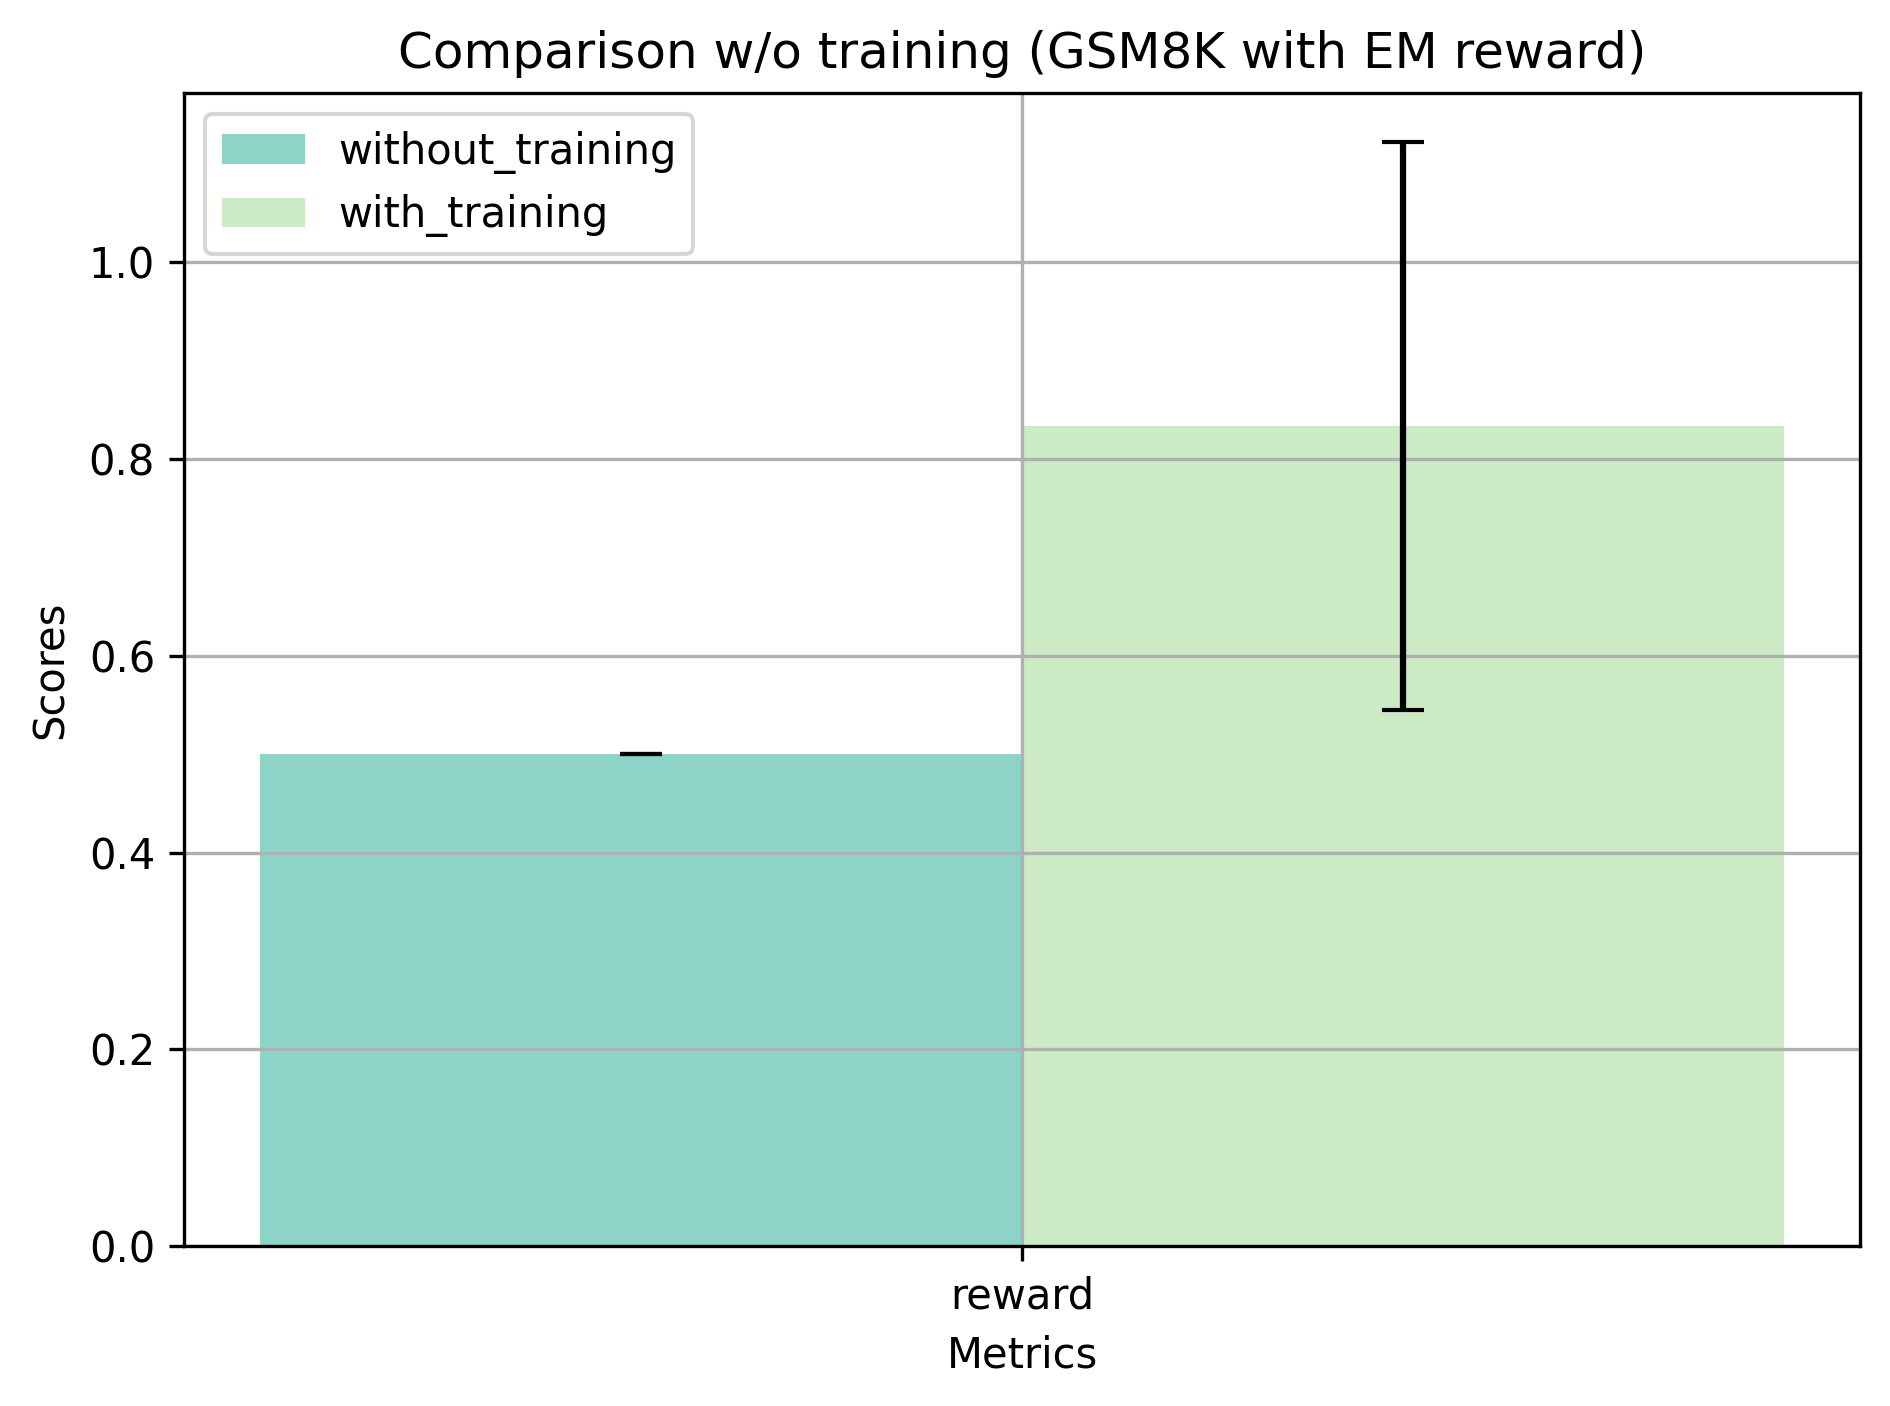 Comparison w/o training (GSM8K with EM reward)
without_training
with_training
1.0
0.8
0.6
0.4
0.2
0.0
Scores
reward
Metrics